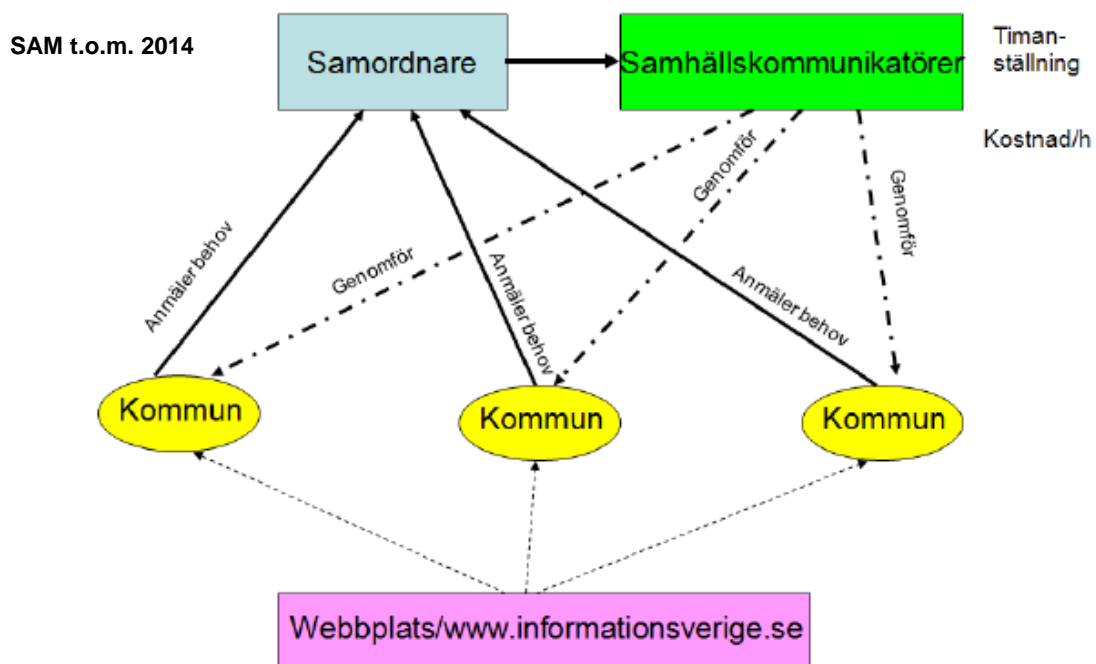 SAM t.o.m. 2014
Samordnare
Samhällskommunikatörer
Timan-
ställning
Kostnad/h
Anmäler behov
Genomför
Anmäler behov
Genomför
Anmäler behov
Genomför
Kommun
Kommun
Kommun
Webbplats/www.informationsverige.se